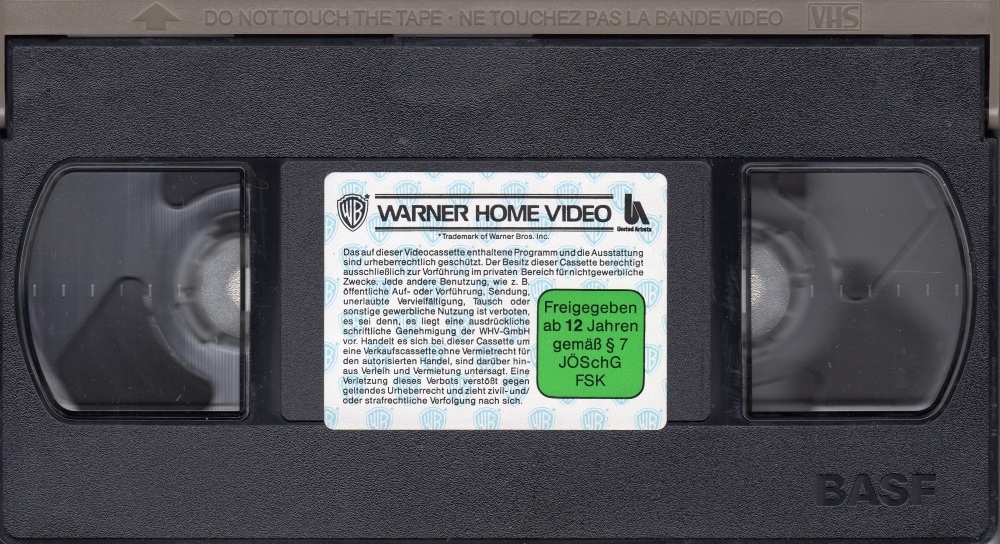 DO NOT TOUCH THE TAPE · NE TOUCHEZ PAS LA BANDE VIDEO
VHS
WB
WARNER HOME VIDEO
United Artists
*Trademark of Warner Bros. Inc.
Das auf dieser Videocassette enthaltene Programm und die Ausstattung
sind urheberrechtlich geschützt. Der Besitz dieser Cassette berechtigt
ausschließlich zur Vorführung im privaten Bereich für nichtgewerbliche
Zwecke. Jede andere Benutzung, wie z. B.
öffentliche Auf- oder Vorführung, Sendung,
unerlaubte Vervielfältigung, Tausch oder
sonstige gewerbliche Nutzung ist verboten,
es sei denn, es liegt eine ausdrückliche
schriftliche Genehmigung der WHV-GmbH
vor. Handelt es sich bei dieser Cassette um
eine Verkaufscassette ohne Vermietrecht für
den autorisierten Handel, sind darüber hin-
aus Verleih und Vermietung untersagt. Eine
Verletzung dieses Verbots verstößt gegen
geltendes Urheberrecht und zieht zivil- und/
oder strafrechtliche Verfolgung nach sich.
Freigegeben
ab 12 Jahren
gemäß § 7
JÖSchG
FSK
BASF